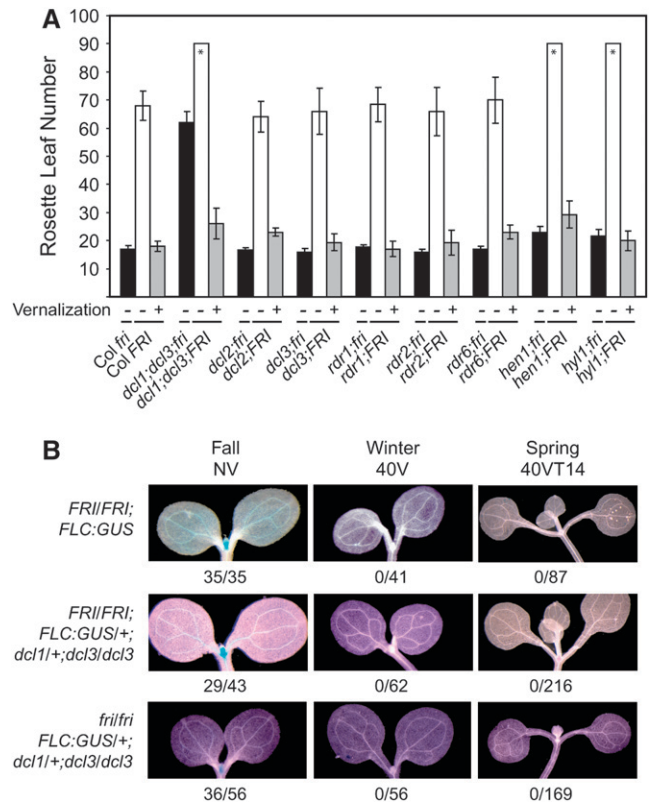 A
Rosette Leaf Number
100
90
80
70
60
50
40
30
20
10
* * *
Vernalization - - + - - + - - + - - + - - + - - + - - + - - + - - +
Col fri
Col FRI
dcl1;dcl3;fri
dcl1;dcl3;FRI
dcl2;fri
dcl2;FRI
dcl3;fri
dcl3;FRI
rdr1;fri
rdr1;FRI
rdr2;fri
rdr2;FRI
rdr6;fri
rdr6;FRI
hen1;fri
hen1;FRI
hyl1;fri
hyl1;FRI
B
Fall Winter Spring
NV 40V 40VT14
FRI/FRI;
FLC:GUS
35/35 0/41 0/87
FRI/FRI;
FLC:GUS/+;
dcl1/+;dcl3/dcl3
29/43 0/62 0/216
fri/fri
FLC:GUS/+;
dcl1/+;dcl3/dcl3
36/56 0/56 0/169